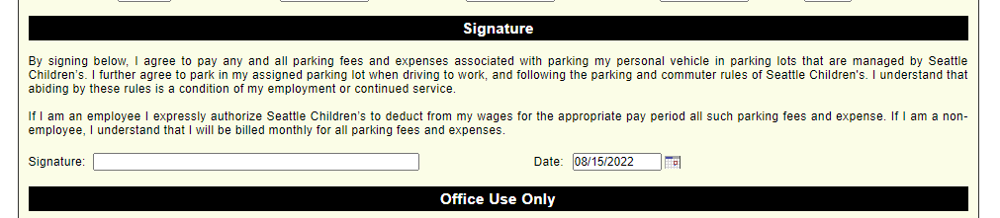 Signature
By signing below, I agree to pay any and all parking fees and expenses associated with parking my personal vehicle in parking lots that are managed by Seattle
Children’s. I further agree to park in my assigned parking lot when driving to work, and following the parking and commuter rules of Seattle Children's. I understand that
abiding by these rules is a condition of my employment or continued service.
If I am an employee I expressly authorize Seattle Children’s to deduct from my wages for the appropriate pay period all such parking fees and expense. If I am a non-
employee, I understand that I will be billed monthly for all parking fees and expenses.
Signature: Date: 08/15/2022
Office Use Only